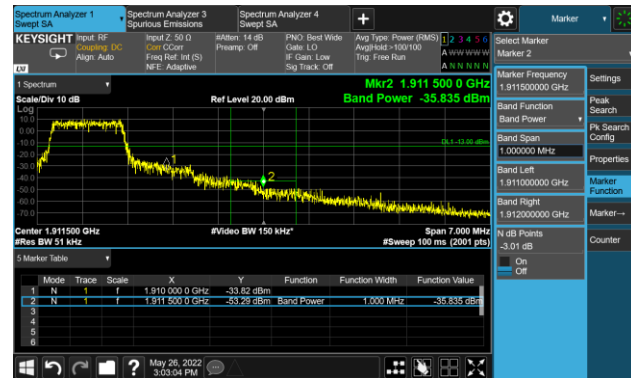 Spectrum Analyzer 1
Swept SA
Spectrum Analyzer 3
Spurious Emissions
Spectrum Analyzer 4
Swept SA
+
Marker
KEYSIGHT
Input: RF
Coupling: DC
Align: Auto
Input Z: 50 Ω
Corr CCorr
Freq Ref: Int (S)
NFE: Adaptive
#Atten: 14 dB
Preamp: Off
PNO: Best Wide
Gate: LO
IF Gain: Low
Sig Track: Off
Avg Type: Power (RMS)
Avg|Hold:>100/100
Trig: Free Run
1 2 3 4 5 6
A W W W W W
A N N N N N
LXI
Select Marker
Marker 2
1 Spectrum
Scale/Div 10 dB
Ref Level 20.00 dBm
Mkr2 1.911 500 0 GHz
Band Power -35.835 dBm
Log
10.0
0.00
-10.0
-20.0
-30.0
-40.0
-50.0
-60.0
-70.0
DL1 -13.00 dBm
1
2
Center 1.911500 GHz
#Res BW 51 kHz
#Video BW 150 kHz*
Span 7.000 MHz
#Sweep 100 ms (2001 pts)
Marker Frequency
1.911500000 GHz
Band Function
Band Power
Band Span
1.000000 MHz
Band Left
1.911000000 GHz
Band Right
1.912000000 GHz
N dB Points
-3.01 dB
On
Off
Settings
Peak
Search
Pk Search
Config
Properties
Marker
Function
Marker→
Counter
5 Marker Table
Mode Trace Scale X Y Function Function Width Function Value
1 N 1 f 1.910 000 0 GHz -33.82 dBm
2 N 1 f 1.911 500 0 GHz -53.29 dBm Band Power 1.000 MHz -35.835 dBm
3
4
5
6
?
May 26, 2022
3:03:04 PM